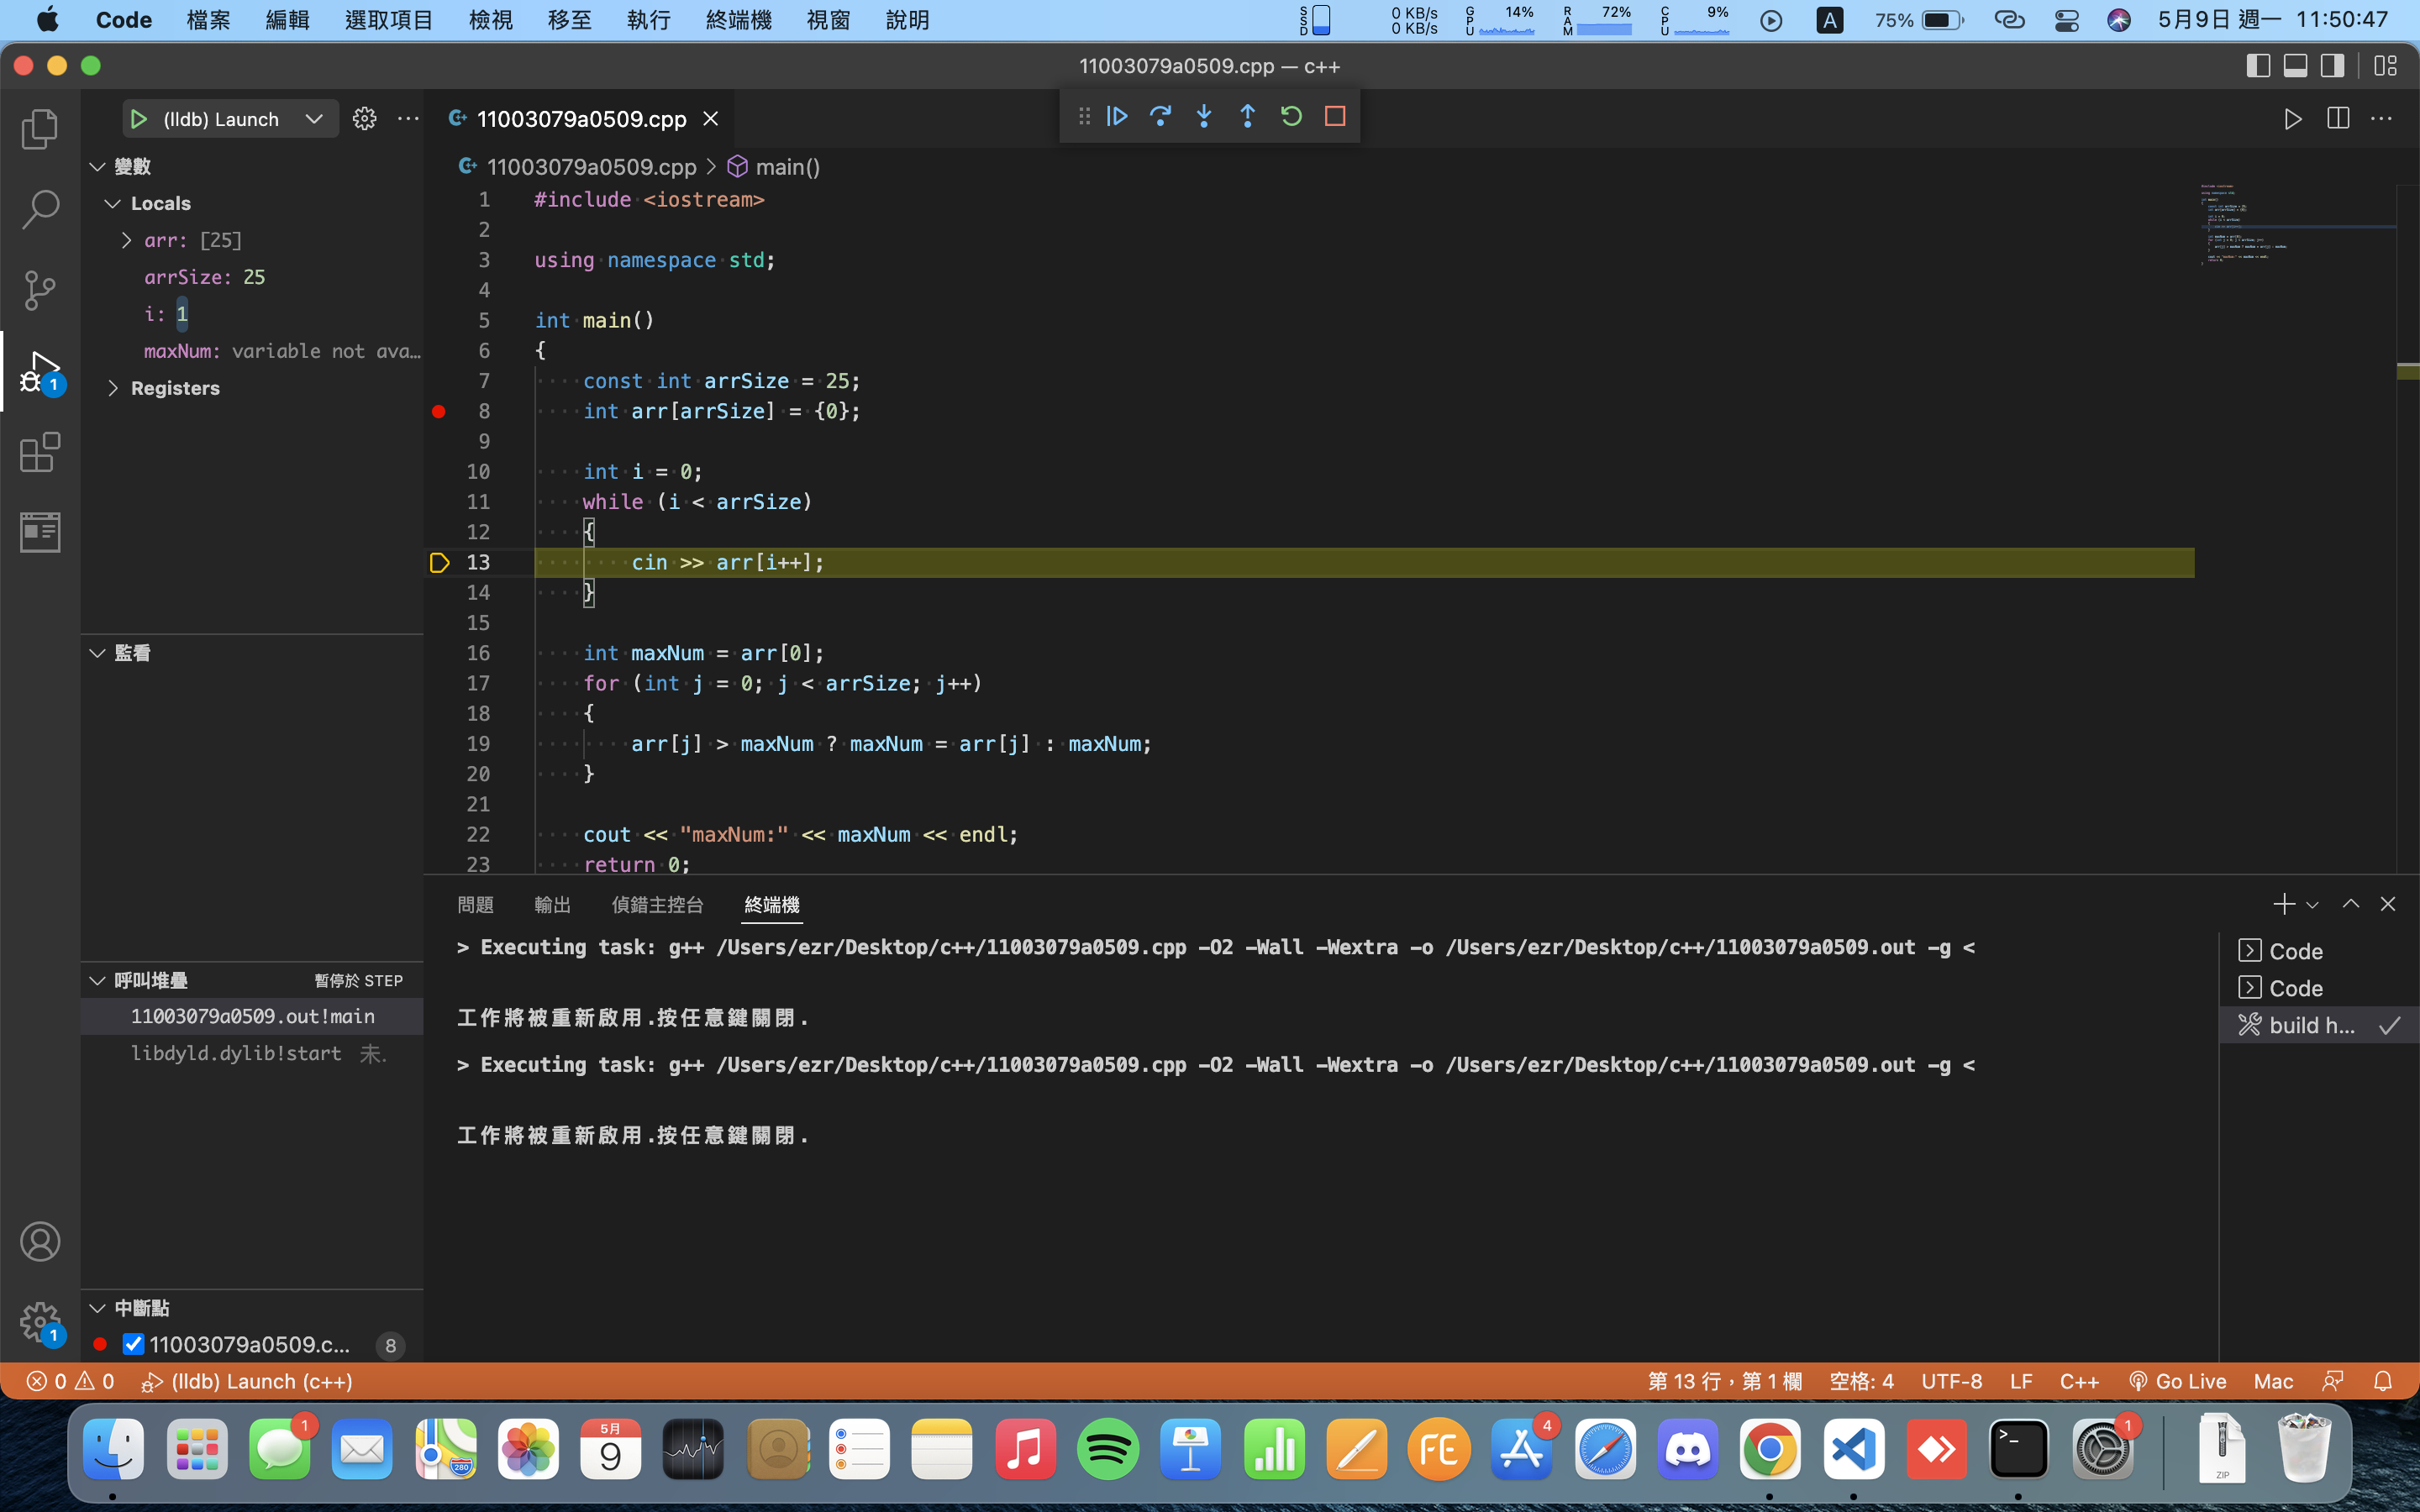 Code 檔案 編輯 選取項目 檢視 移至 執行 終端機 視窗 說明 SSD 0 KB/s 0 KB/s GPU 14% RAM 72% CPU 9% A 75% 5月9日 週一 11:50:47
11003079a0509.cpp — c++
(lldb) Launch
11003079a0509.cpp
變數
Locals
arr: [25]
arrSize: 25
i: 1
maxNum: variable not ava…
Registers
監看
呼叫堆疊 暫停於 STEP
11003079a0509.out!main
libdyld.dylib!start 未.
中斷點
11003079a0509.c... 8
11003079a0509.cpp > main()
1 #include <iostream>
2
3 using namespace std;
4
5 int main()
6 {
7 const int arrSize = 25;
8 int arr[arrSize] = {0};
9
10 int i = 0;
11 while (i < arrSize)
12 {
13 cin >> arr[i++];
14 }
15
16 int maxNum = arr[0];
17 for (int j = 0; j < arrSize; j++)
18 {
19 arr[j] > maxNum ? maxNum = arr[j] : maxNum;
20 }
21
22 cout << "maxNum:" << maxNum << endl;
23 return 0;
問題 輸出 偵錯主控台 終端機
> Executing task: g++ /Users/ezr/Desktop/c++/11003079a0509.cpp -O2 -Wall -Wextra -o /Users/ezr/Desktop/c++/11003079a0509.out -g <
工作將被重新啟用.按任意鍵關閉.
> Executing task: g++ /Users/ezr/Desktop/c++/11003079a0509.cpp -O2 -Wall -Wextra -o /Users/ezr/Desktop/c++/11003079a0509.out -g <
工作將被重新啟用.按任意鍵關閉.
Code
Code
build h...
1
1
0 0 (lldb) Launch (c++) 第 13 行，第 1 欄 空格: 4 UTF-8 LF C++ Go Live Mac
1
280
5月
9
FE
4
>_
1
ZIP